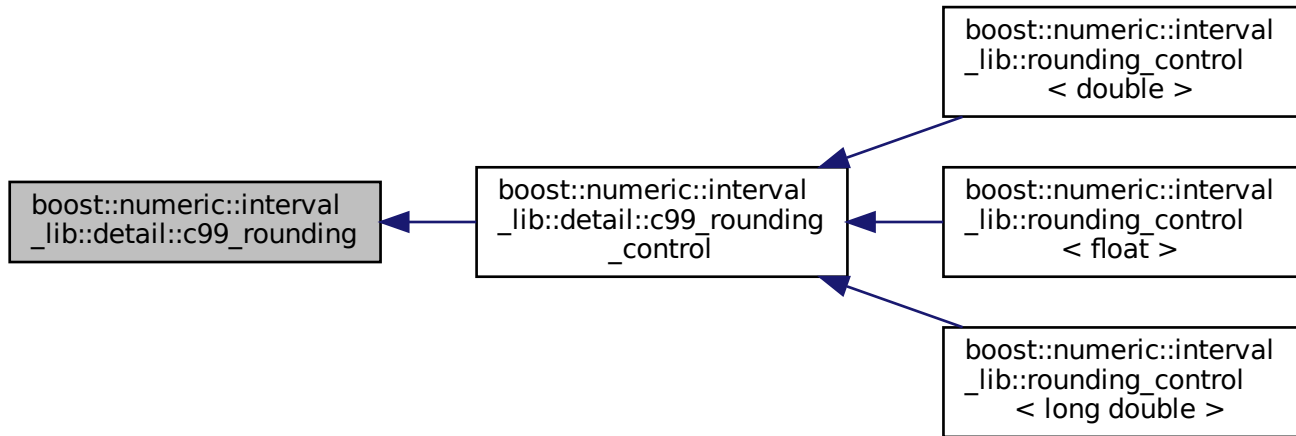 boost::numeric::interval
_lib::detail::c99_rounding
boost::numeric::interval
_lib::detail::c99_rounding
_control
boost::numeric::interval
_lib::rounding_control
< double >
boost::numeric::interval
_lib::rounding_control
< float >
boost::numeric::interval
_lib::rounding_control
< long double >